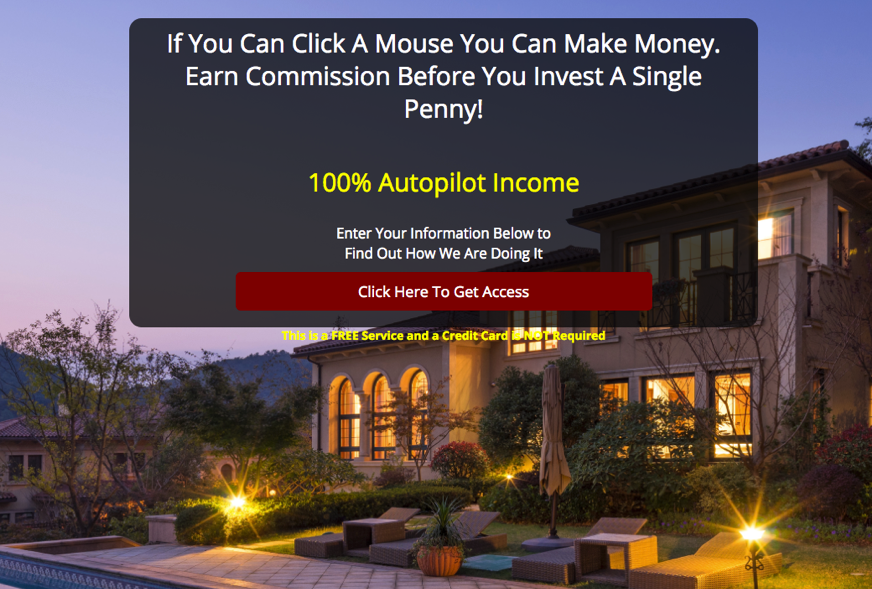 If You Can Click A Mouse You Can Make Money.
Earn Commission Before You Invest A Single
Penny!
100% Autopilot Income
Enter Your Information Below to
Find Out How We Are Doing It
Click Here To Get Access
This is a FREE Service and a Credit Card is NOT Required